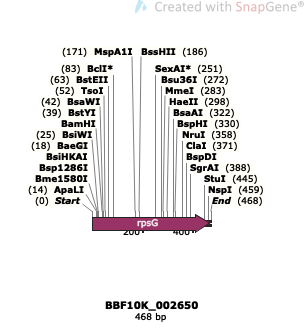 Created with SnapGene®
(171) MspA1I BssHII (186)
(83) BclI* SexAI* (251)
(63) BstEII Bsu36I (272)
(52) TsoI MmeI (283)
(42) BsaWI HaeII (298)
(39) BstYI BsaAI (322)
BamHI BspHI (330)
(25) BsiWI NruI (358)
(18) BaeGI ClaI (371)
BsiHKAI BspDI
Bsp1286I SgrAI (388)
Bme1580I StuI (445)
(14) ApaLI NspI (459)
(0) Start End (468)
rpsG
200 400
BBF10K_002650
468 bp